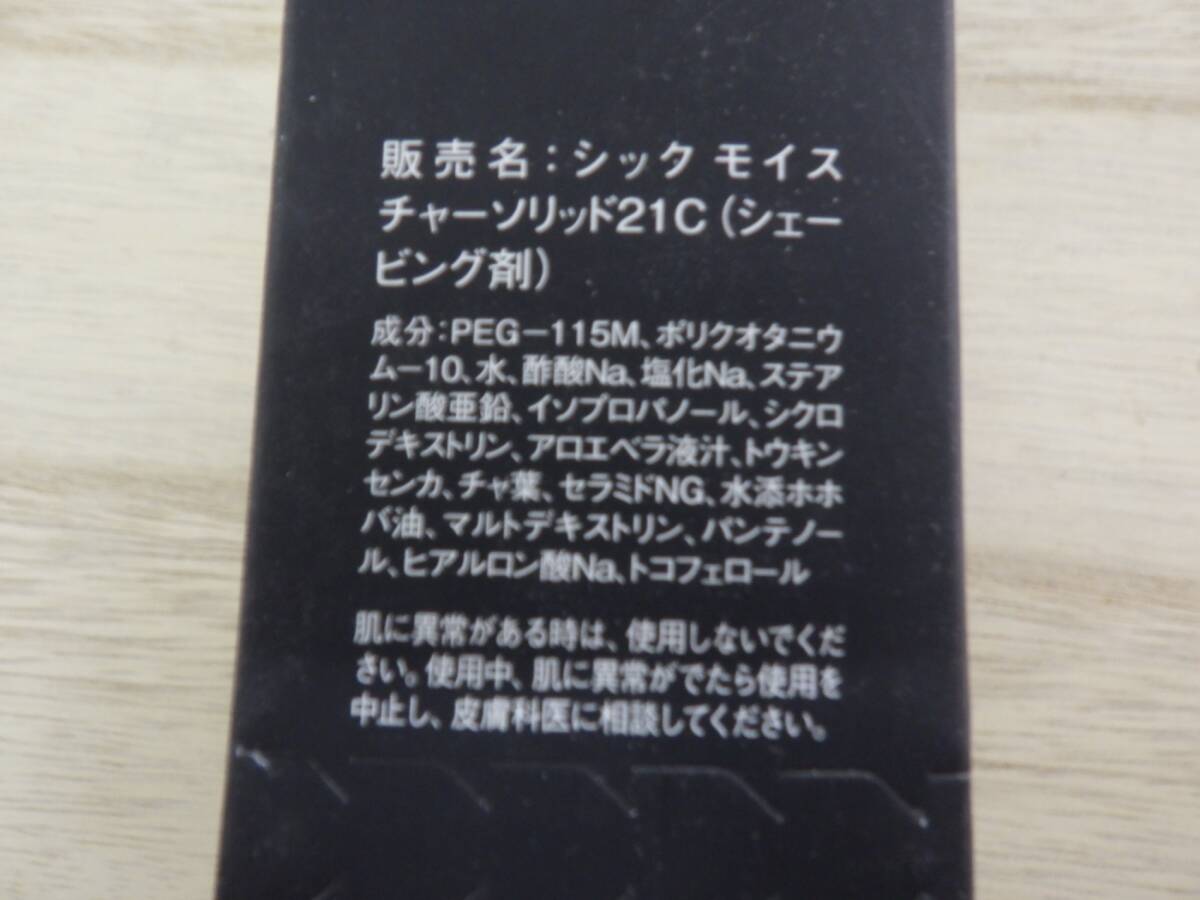 販売名：シック モイス
チャーソリッド21C（シェー
ビング剤）
成分：PEG－115M、ポリクオタニウ
ム－10、水、酢酸Na、塩化Na、ステア
リン酸亜鉛、イソプロパノール、シクロ
デキストリン、アロエベラ液汁、トウキン
センカ、チャ葉、セラミドNG、水添ホホ
バ油、マルトデキストリン、パンテノー
ル、ヒアルロン酸Na、トコフェロール
肌に異常がある時は、使用しないでくだ
さい。使用中、肌に異常がでたら使用を
中止し、皮膚科医に相談してください。